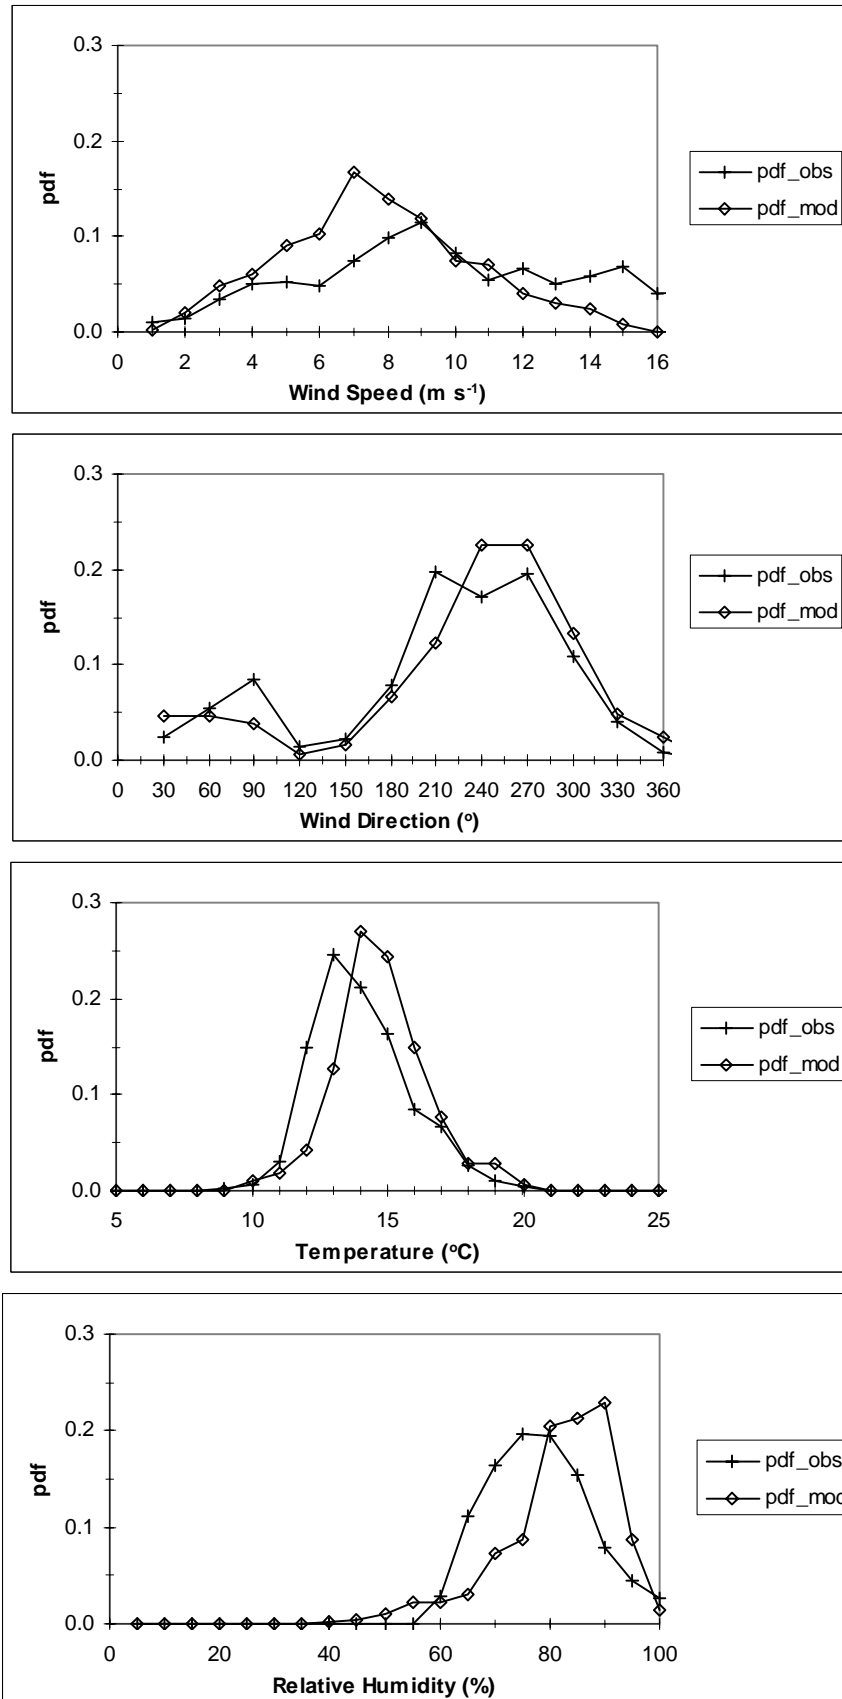 0.3
0.2
0.1
0.0
pdf
0 2 4 6 8 10 12 14 16
Wind Speed (m s-1)
pdf_obs
pdf_mod
0.3
0.2
0.1
0.0
pdf
0 30 60 90 120 150 180 210 240 270 300 330 360
Wind Direction (o)
pdf_obs
pdf_mod
0.3
0.2
0.1
0.0
pdf
5 10 15 20 25
Temperature (oC)
pdf_obs
pdf_mod
0.3
0.2
0.1
0.0
pdf
0 20 40 60 80 100
Relative Humidity (%)
pdf_obs
pdf_mod